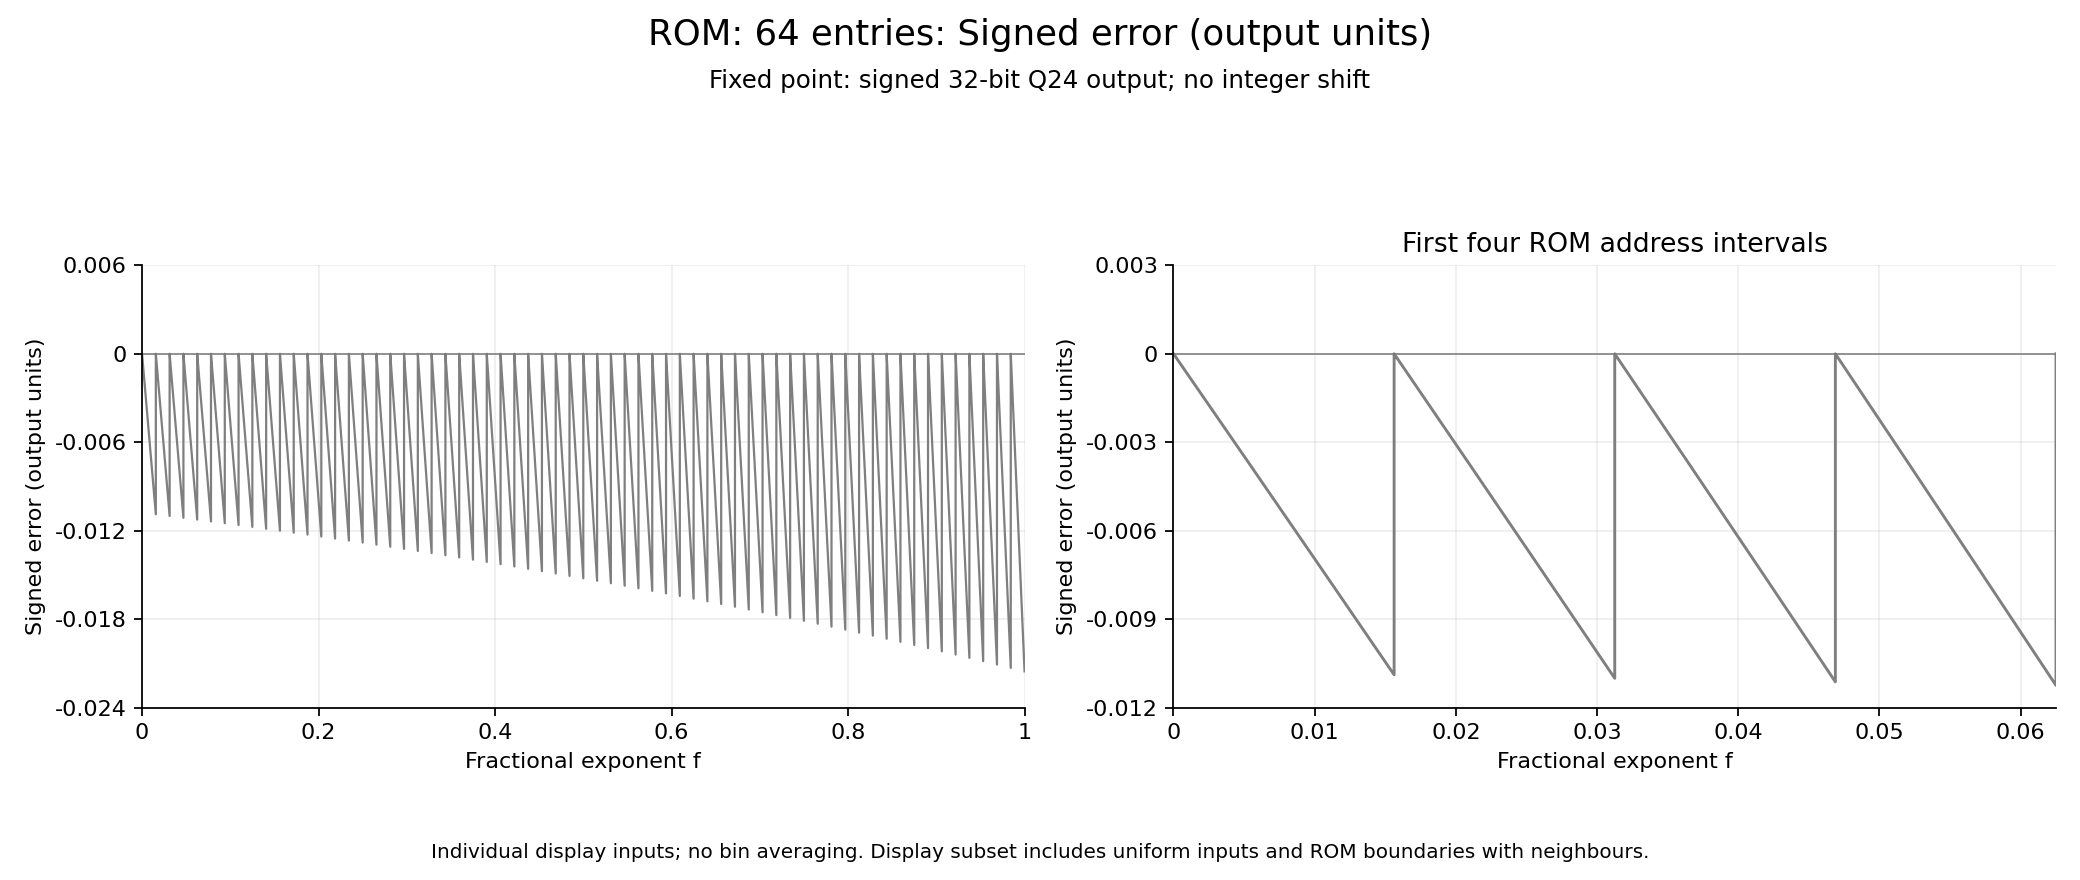 ROM: 64 entries: Signed error (output units)
Fixed point: signed 32-bit Q24 output; no integer shift
Signed error (output units)
0.006
0
-0.006
-0.012
-0.018
-0.024
0 0.2 0.4 0.6 0.8 1
Fractional exponent f
First four ROM address intervals
Signed error (output units)
0.003
0
-0.003
-0.006
-0.009
-0.012
0 0.01 0.02 0.03 0.04 0.05 0.06
Fractional exponent f
Individual display inputs; no bin averaging. Display subset includes uniform inputs and ROM boundaries with neighbours.